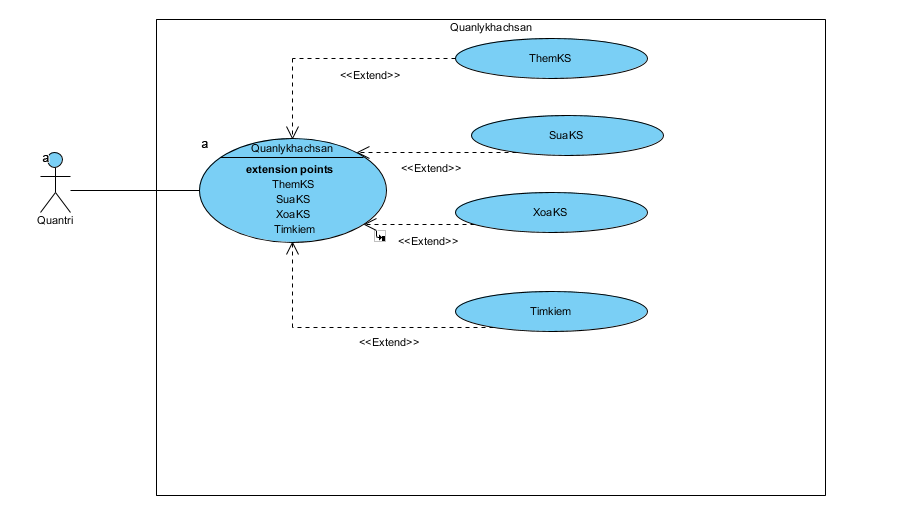 Quanlykhachsan
ThemKS
<<Extend>>
SuaKS
<<Extend>>
a
Quanlykhachsan
extension points
ThemKS
SuaKS
XoaKS
Timkiem
a
Quantri
XoaKS
<<Extend>>
Timkiem
<<Extend>>